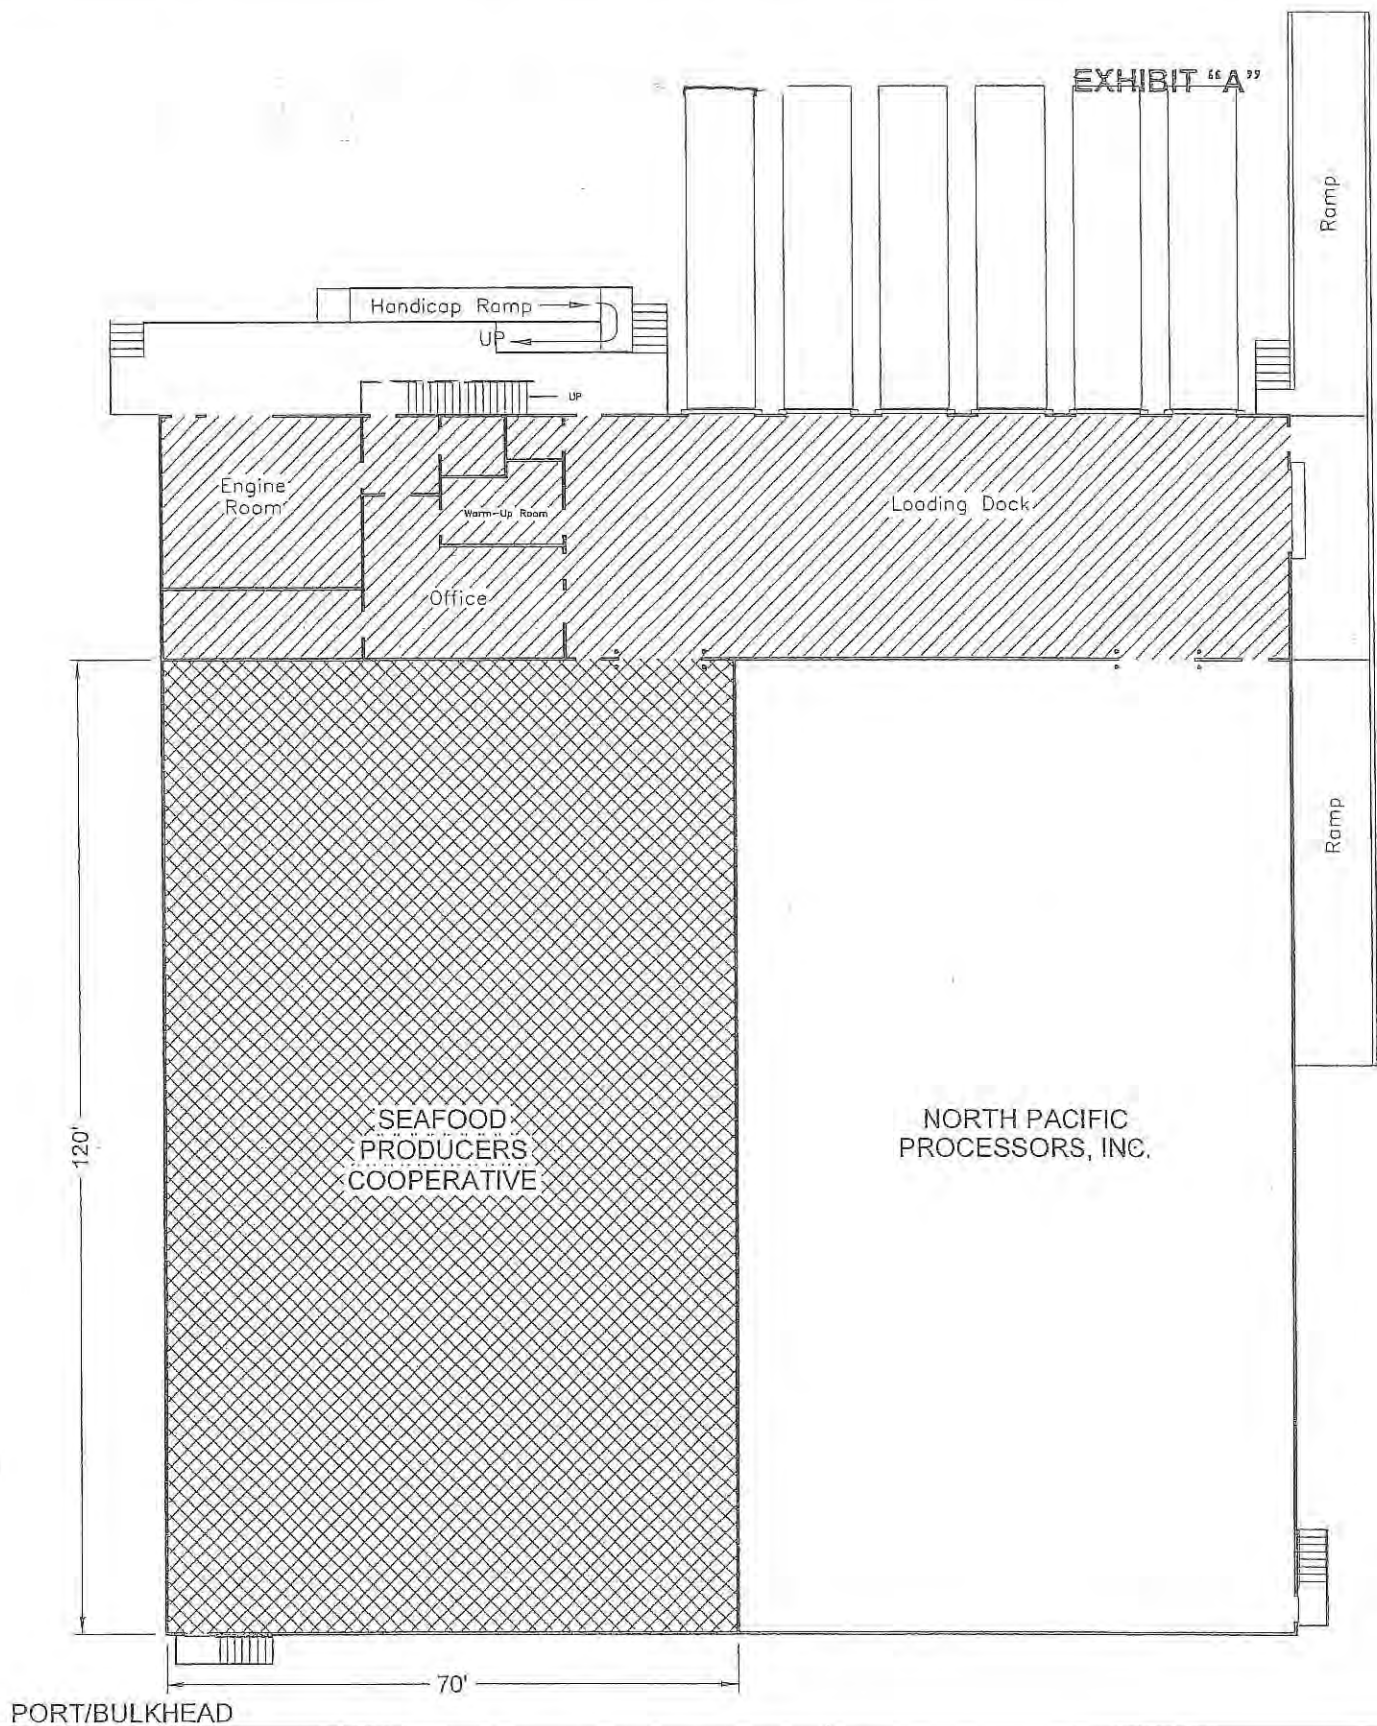 EXHIBIT "A"
Ramp
Handicap Ramp
UP
UP
Engine
Room
Warm-Up Room
Loading Dock
Office
Ramp
120'
SEAFOOD
PRODUCERS
COOPERATIVE
NORTH PACIFIC
PROCESSORS, INC.
70'
PORT/BULKHEAD